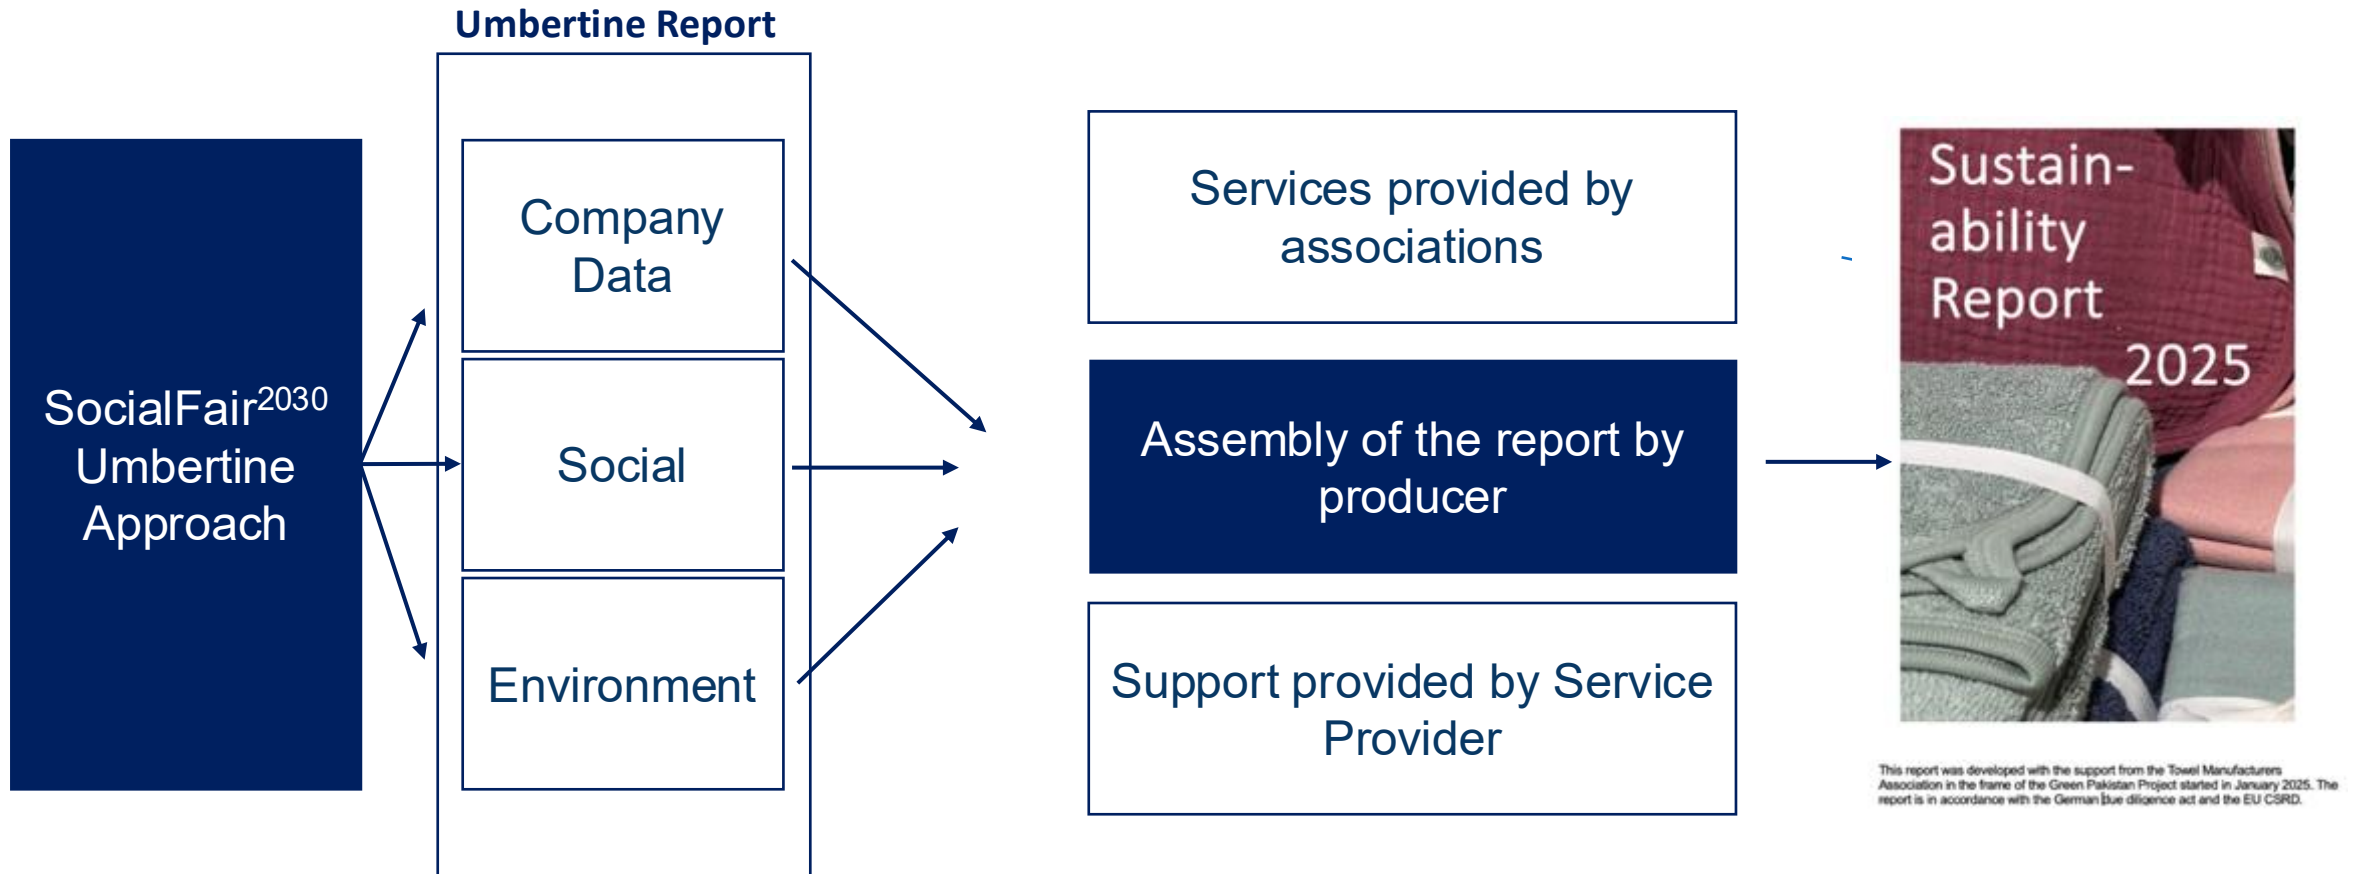 Umbertine Report
SocialFair²⁰³⁰
Umbertine
Approach
Company
Data
Social
Environment
Services provided by
associations
Assembly of the report by
producer
Support provided by Service
Provider
Sustain-
ability
Report
2025
This report was developed with the support from the Towel Manufacturers
Association in the frame of the Green Pakistan Project started in January 2025. The
report is in accordance with the German due diligence act and the EU CSRD.